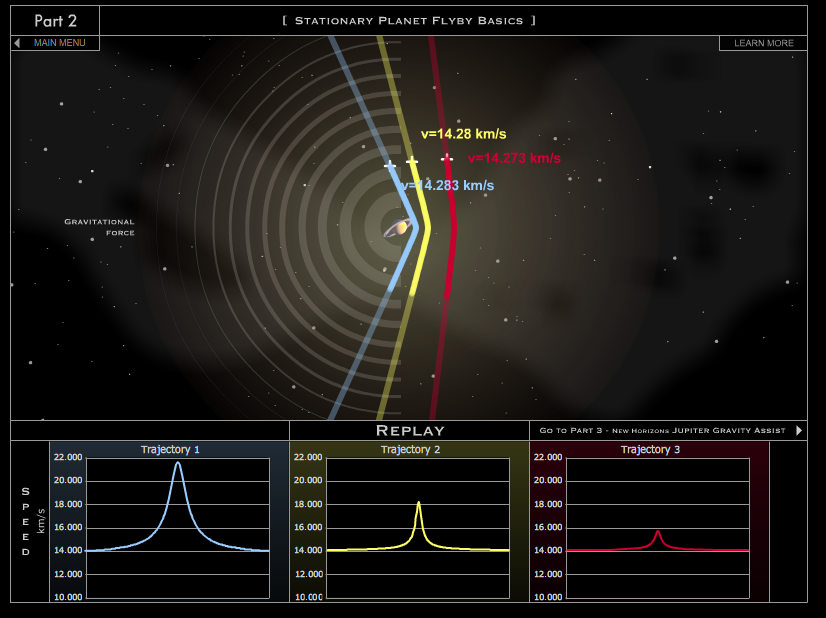 Part 2
[ Stationary Planet Flyby Basics ]
MAIN MENU
LEARN MORE
v=14.28 km/s
v=14.273 km/s
v=14.283 km/s
Gravitational
force
Replay
Go to Part 3 - New Horizons Jupiter Gravity Assist
SPEED
km/s
Trajectory 1
22.000
20.000
18.000
16.000
14.000
12.000
10.000
Trajectory 2
22.000
20.000
18.000
16.000
14.000
12.000
10.000
Trajectory 3
22.000
20.000
18.000
16.000
14.000
12.000
10.000